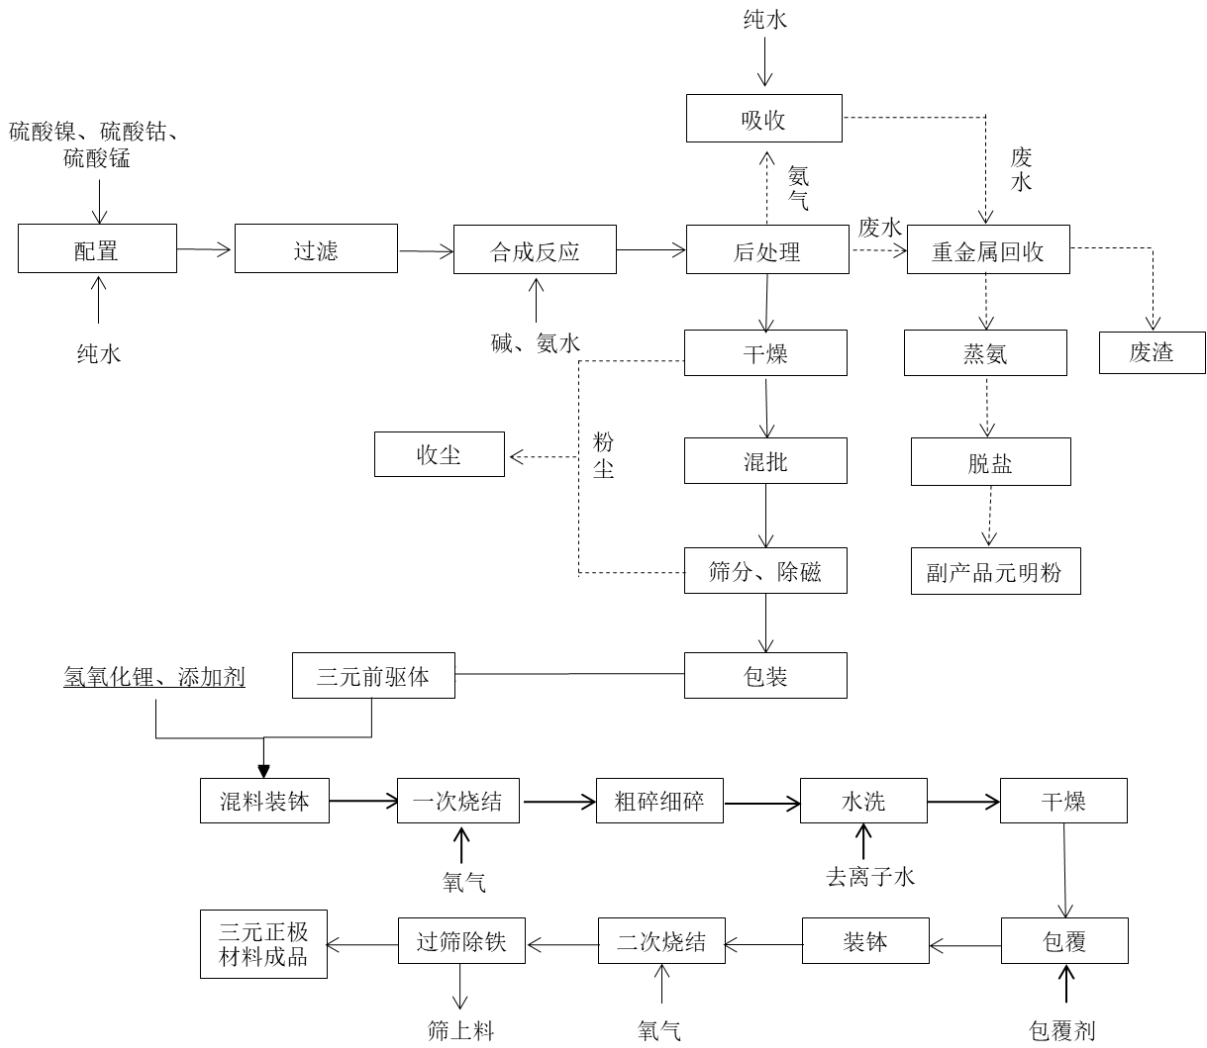 纯水
吸收
硫酸镍、硫酸钴、
硫酸锰
氨
气
废
水
配置
过滤
合成反应
后处理
废水
重金属回收
纯水
碱、氨水
干燥
蒸氨
废渣
收尘
粉
尘
混批
脱盐
筛分、除磁
副产品元明粉
氢氧化锂、添加剂
三元前驱体
包装
混料装钵
一次烧结
粗碎细碎
水洗
干燥
氧气
去离子水
三元正极
材料成品
过筛除铁
二次烧结
装钵
包覆
筛上料
氧气
包覆剂